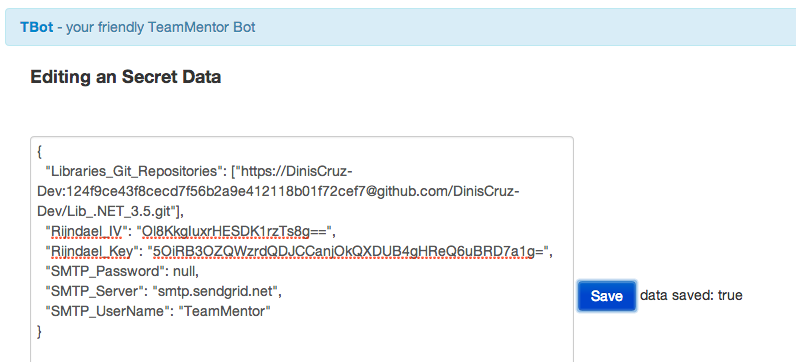 TBot - your friendly TeamMentor Bot
Editing an Secret Data
{
"Libraries_Git_Repositories": ["https://DinisCruz-
Dev:124f9ce43f8cecd7f56b2a9e412118b01f72cef7@github.com/DinisCruz-
Dev/Lib_.NET_3.5.git"],
"Rijndael_IV": "Ol8KkgIuxrHESDK1rzTs8g==",
"Rijndael_Key": "5OiRB3OZQWzrdQDJCCanjOkQXDUB4gHReQ6uBRD7a1g=",
"SMTP_Password": null,
"SMTP_Server": "smtp.sendgrid.net",
"SMTP_UserName": "TeamMentor"
}
Save data saved: true